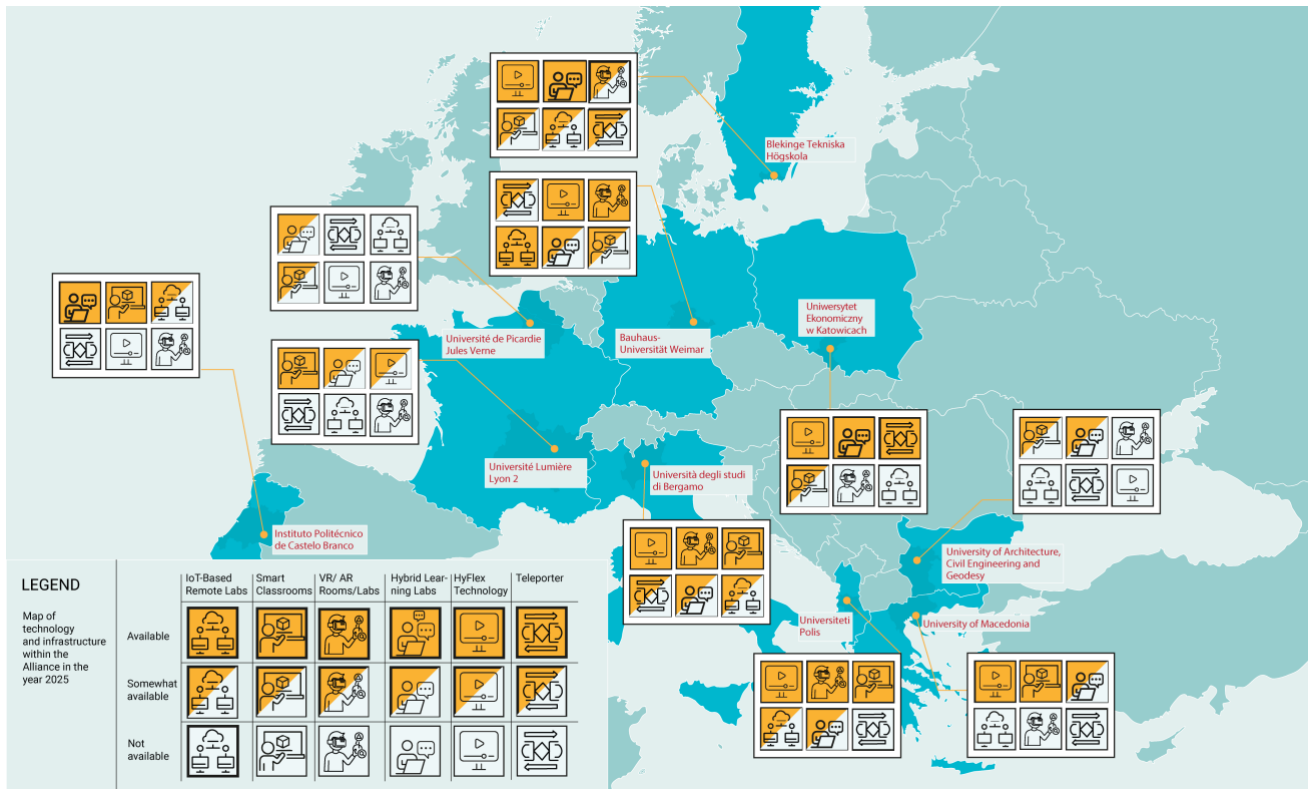 Blekinge Tekniska
Högskola
Uniwersytet
Ekonomiczny
w Katowicach
Université de Picardie
Jules Verne
Bauhaus-
Universität Weimar
Université Lumière
Lyon 2
Università degli studi
di Bergamo
Instituto Politécnico
de Castelo Branco
University of Architecture,
Civil Engineering and
Geodesy
Universiteti
Polis
University of Macedonia
LEGEND
Map of
technology
and infrastructure
within the
Alliance in the
year 2025
IoT-Based
Remote Labs
Smart
Classrooms
VR/ AR
Rooms/Labs
Hybrid Lear-
ning Labs
HyFlex
Technology
Teleporter
Available
Somewhat
available
Not
available